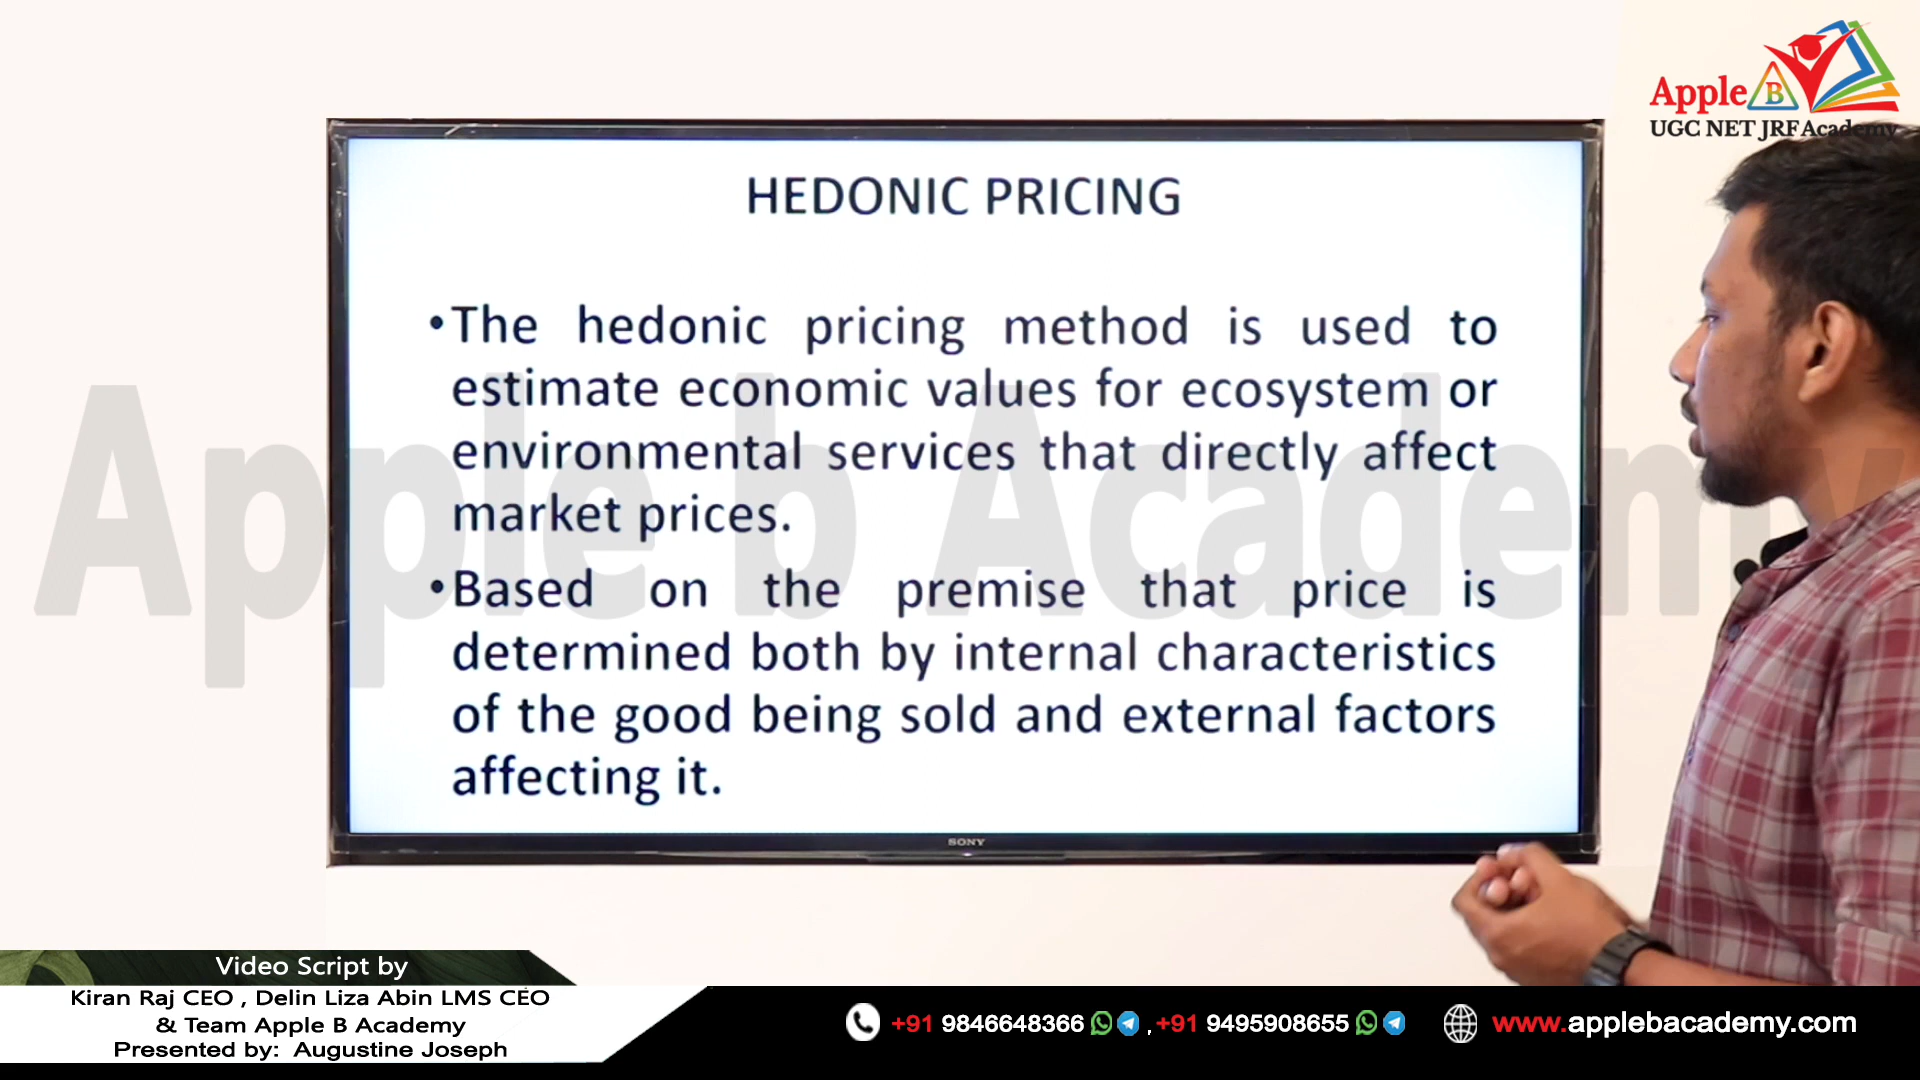 Apple B
UGC NET JRF Academy
HEDONIC PRICING
•The hedonic pricing method is used to
estimate economic values for ecosystem or
environmental services that directly affect
market prices.
•Based on the premise that price is
determined both by internal characteristics
of the good being sold and external factors
affecting it.
Apple b Academy
SONY
Video Script by
Kiran Raj CEO , Delin Liza Abin LMS CEO
& Team Apple B Academy
Presented by: Augustine Joseph
+91 9846648366 , +91 9495908655 www.applebacademy.com